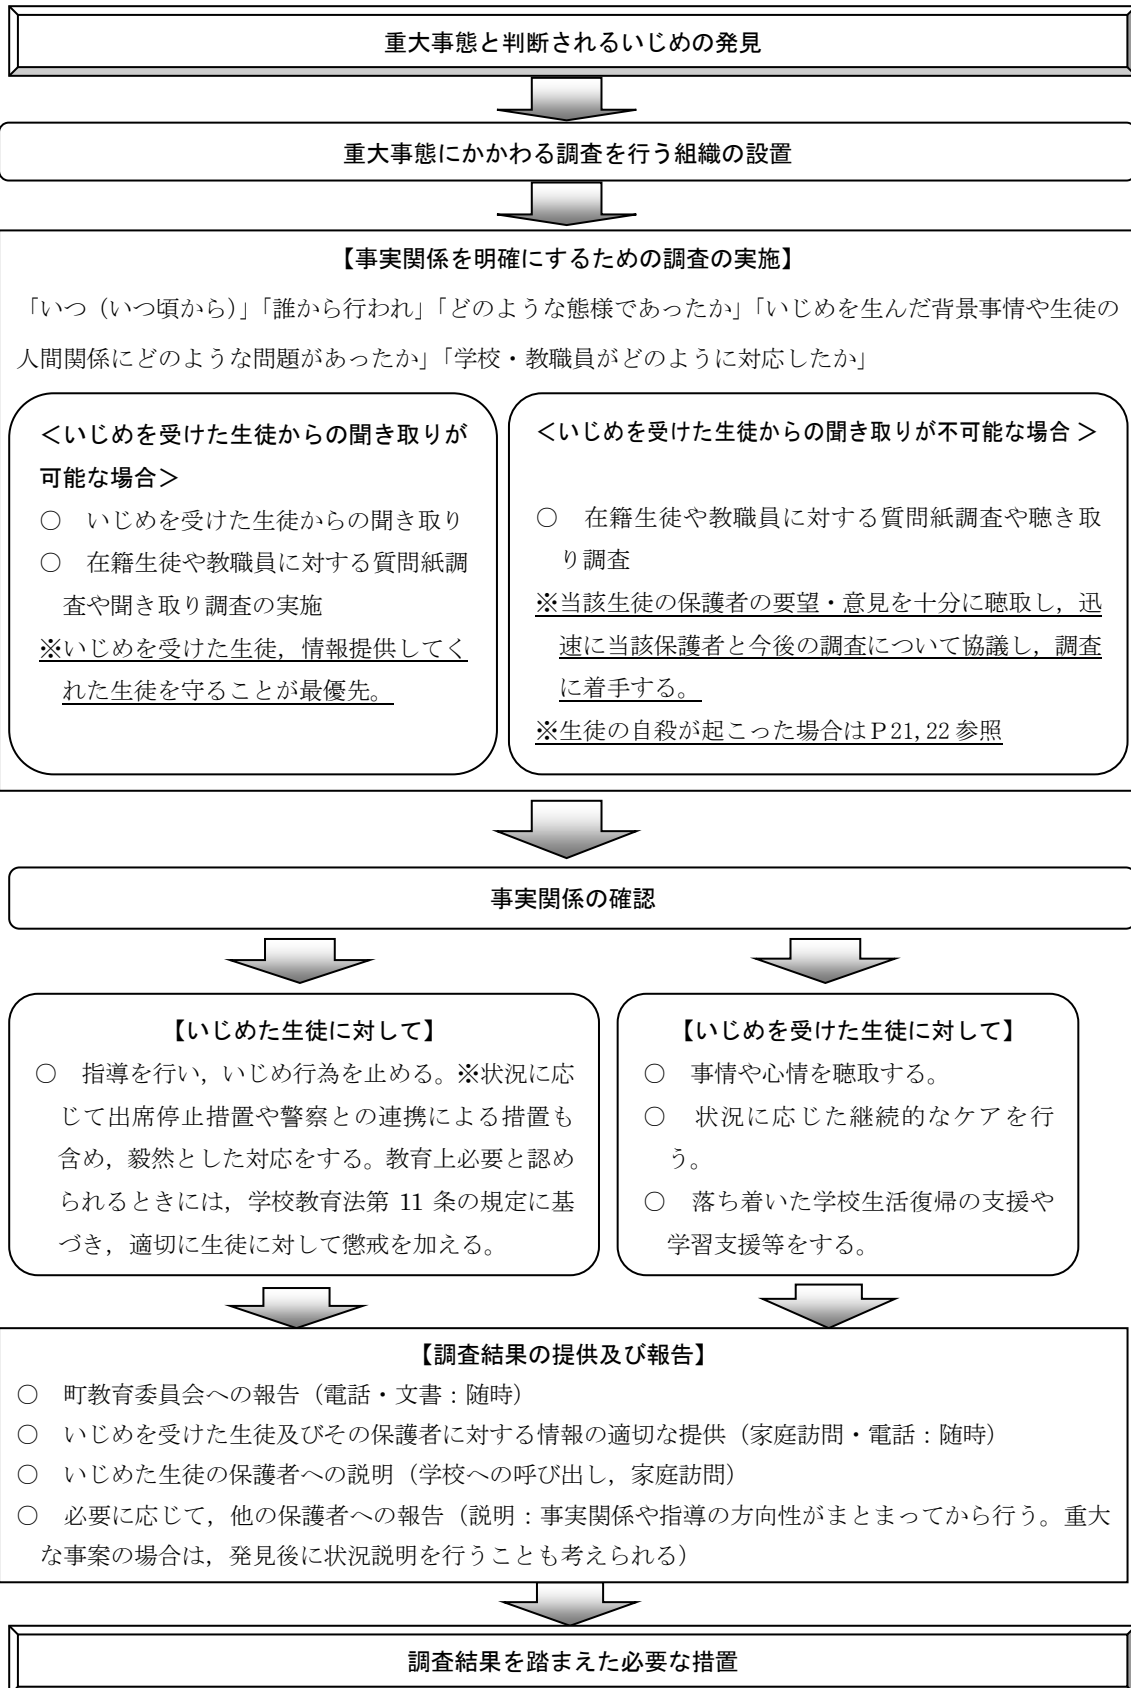 重大事態と判断されるいじめの発見
重大事態にかかわる調査を行う組織の設置
【事実関係を明確にするための調査の実施】
「いつ（いつ頃から）」「誰から行われ」「どのような態様であったか」「いじめを生んだ背景事情や生徒の
人間関係にどのような問題があったか」「学校・教職員がどのように対応したか」
＜いじめを受けた生徒からの聞き取りが
可能な場合＞
○　いじめを受けた生徒からの聞き取り
○　在籍生徒や教職員に対する質問紙調
査や聞き取り調査の実施
※いじめを受けた生徒，情報提供してく
れた生徒を守ることが最優先。
＜いじめを受けた生徒からの聞き取りが不可能な場合 ＞
○　在籍生徒や教職員に対する質問紙調査や聴き取
り調査
※当該生徒の保護者の要望・意見を十分に聴取し，迅
速に当該保護者と今後の調査について協議し，調査
に着手する。
※生徒の自殺が起こった場合はＰ21, 22 参照
事実関係の確認
【いじめた生徒に対して】
○　指導を行い，いじめ行為を止める。※状況に応
じて出席停止措置や警察との連携による措置も
含め，毅然とした対応をする。教育上必要と認め
られるときには，学校教育法第 11 条の規定に基
づき，適切に生徒に対して懲戒を加える。
【いじめを受けた生徒に対して】
○　事情や心情を聴取する。
○　状況に応じた継続的なケアを行
う。
○　落ち着いた学校生活復帰の支援や
学習支援等をする。
【調査結果の提供及び報告】
○　町教育委員会への報告（電話・文書：随時）
○　いじめを受けた生徒及びその保護者に対する情報の適切な提供（家庭訪問・電話：随時）
○　いじめた生徒の保護者への説明（学校への呼び出し，家庭訪問）
○　必要に応じて，他の保護者への報告（説明：事実関係や指導の方向性がまとまってから行う。重大
な事案の場合は，発見後に状況説明を行うことも考えられる）
調査結果を踏まえた必要な措置